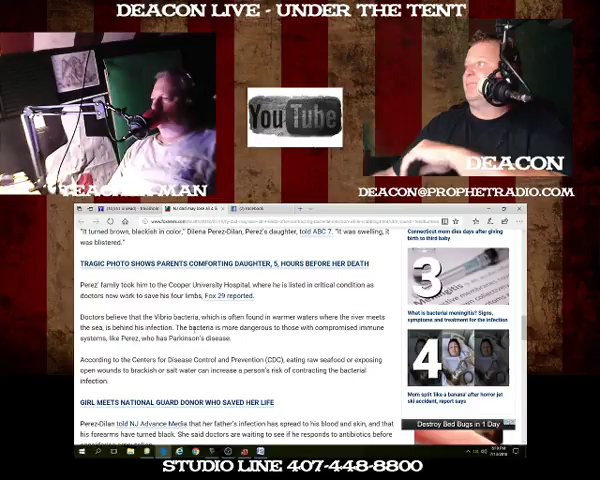 DEACON LIVE - UNDER THE TENT
You Tube
DEACON
MAN
DEACON@PROPHETRADIO.COM
NJ dad may lose all 4 li
Facebook
"It turned brown, blackish in color," Dilena Perez-Dilan, Perez's daughter, told ABC 7. "It was swelling, it
was blistered."
TRAGIC PHOTO SHOWS PARENTS COMFORTING DAUGHTER, 5, HOURS BEFORE HER DEATH
Perez' family took him to the Cooper University Hospital, where he is listed in critical condition as
doctors now work to save his four limbs, Fox 29 reported.
Doctors believe that the Vibrio bacteria, which is often found in warmer waters where the river meets
the sea, is behind his infection. The bacteria is more dangerous to those with compromised immune
systems, like Perez, who has Parkinson's disease.
According to the Centers for Disease Control and Prevention (CDC), eating raw seafood or exposing
open wounds to brackish or salt water can increase a person's risk of contracting the bacterial
infection.
GIRL MEETS NATIONAL GUARD DONOR WHO SAVED HER LIFE
Perez-Dilan told NJ Advance Media that her father's infection has spread to his blood and skin, and that
his forearms have turned black. She said doctors are waiting to see if he responds to antibiotics before
Connecticut mom dies days after
giving birth to third baby
3
What is bacterial meningitis? Signs,
symptoms and treatment for the infection
4
Mom split 'like a banana' after horror jet
ski accident, report says
Destroy Bed Bugs in 1 Day
STUDIO LINE 407-448-8800